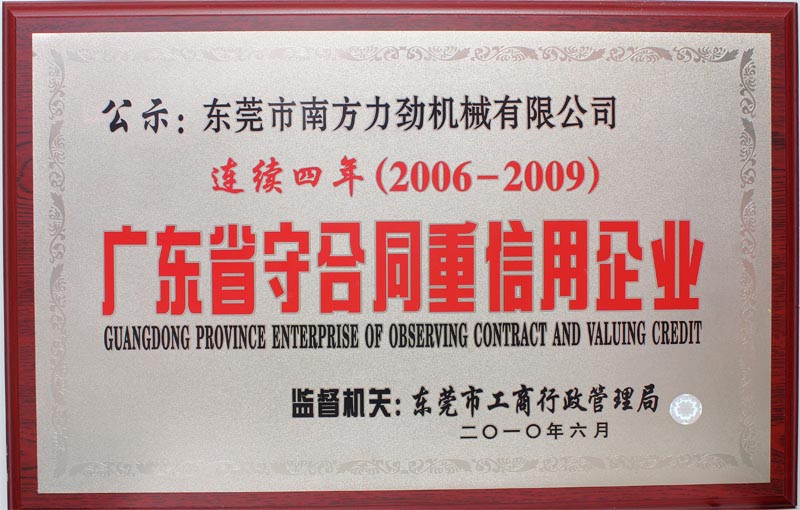 公示：东莞市南方力劲机械有限公司
连续四年(2006-2009)
广东省守合同重信用企业
GUANGDONG PROVINCE ENTERPRISE OF OBSERVING CONTRACT AND VALUING CREDIT
监督机关：东莞市工商行政管理局
二〇一〇年六月